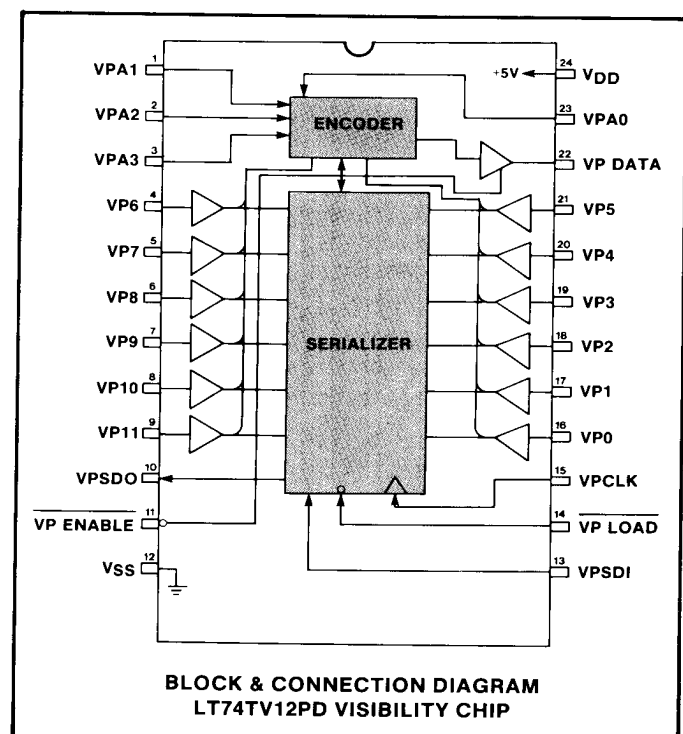 1
VPA1
2
VPA2
3
VPA3
4
VP6
5
VP7
6
VP8
7
VP9
8
VP10
9
VP11
10
VPSDO
11
VP ENABLE
12
VSS
ENCODER
SERIALIZER
+5V
24
VDD
23
VPA0
22
VP DATA
21
VP5
20
VP4
19
VP3
18
VP2
17
VP1
16
VP0
15
VPCLK
14
VP LOAD
13
VPSDI
BLOCK & CONNECTION DIAGRAM
LT74TV12PD VISIBILITY CHIP